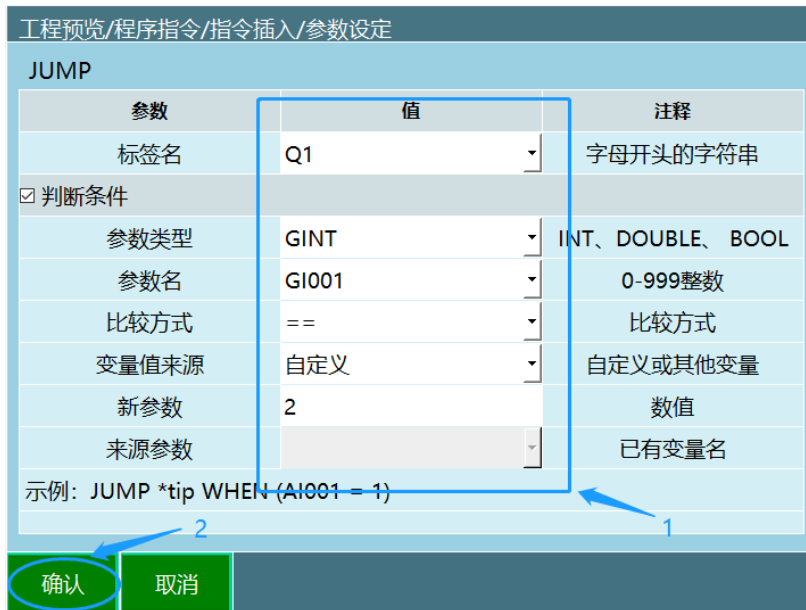 工程预览/程序指令/指令插入/参数设定
JUMP
参数 值 注释
标签名 Q1 字母开头的字符串
判断条件
参数类型 GINT INT、DOUBLE、 BOOL
参数名 GI001 0-999整数
比较方式 == 比较方式
变量值来源 自定义 自定义或其他变量
新参数 2 数值
来源参数 已有变量名
示例：JUMP *tip WHEN (AI001 = 1)
2 1
确认 取消